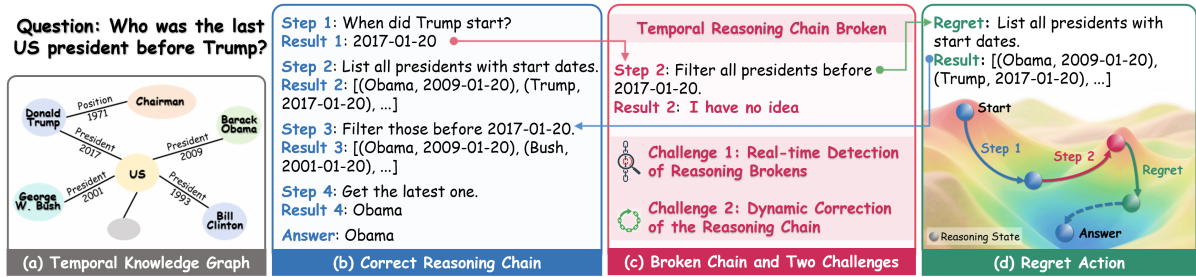 Question: Who was the last
US president before Trump?
Donald
Trump
Position
1971
Chairman
Barack
Obama
President
2017
President
2009
US
George
W. Bush
President
2001
President
1993
Bill
Clinton
(a) Temporal Knowledge Graph
Step 1: When did Trump start?
Result 1: 2017-01-20
Step 2: List all presidents with start dates.
Result 2: [(Obama, 2009-01-20), (Trump,
2017-01-20), ...]
Step 3: Filter those before 2017-01-20.
Result 3: [(Obama, 2009-01-20), (Bush,
2001-01-20), ...]
Step 4: Get the latest one.
Result 4: Obama
Answer: Obama
(b) Correct Reasoning Chain
Temporal Reasoning Chain Broken
Step 2: Filter all presidents before
2017-01-20.
Result 2: I have no idea
Challenge 1: Real-time Detection
of Reasoning Brokens
Challenge 2: Dynamic Correction
of the Reasoning Chain
(c) Broken Chain and Two Challenges
Regret: List all presidents with
start dates.
Result: [(Obama, 2009-01-20),
(Trump, 2017-01-20), ...]
Start
Step 1
Step 2
Regret
Answer
Reasoning State
(d) Regret Action